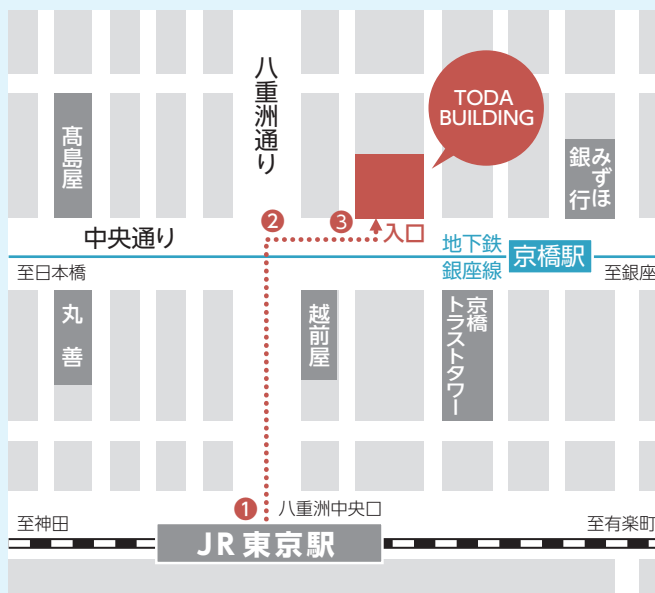 八重洲通り
TODA
BUILDING
髙島屋
みずほ
銀行
❷
❸
入口
中央通り
地下鉄
銀座線
京橋駅
至日本橋
至銀座
丸善
越前屋
京橋
トラストタワー
❶
八重洲中央口
至神田
至有楽町
JR東京駅